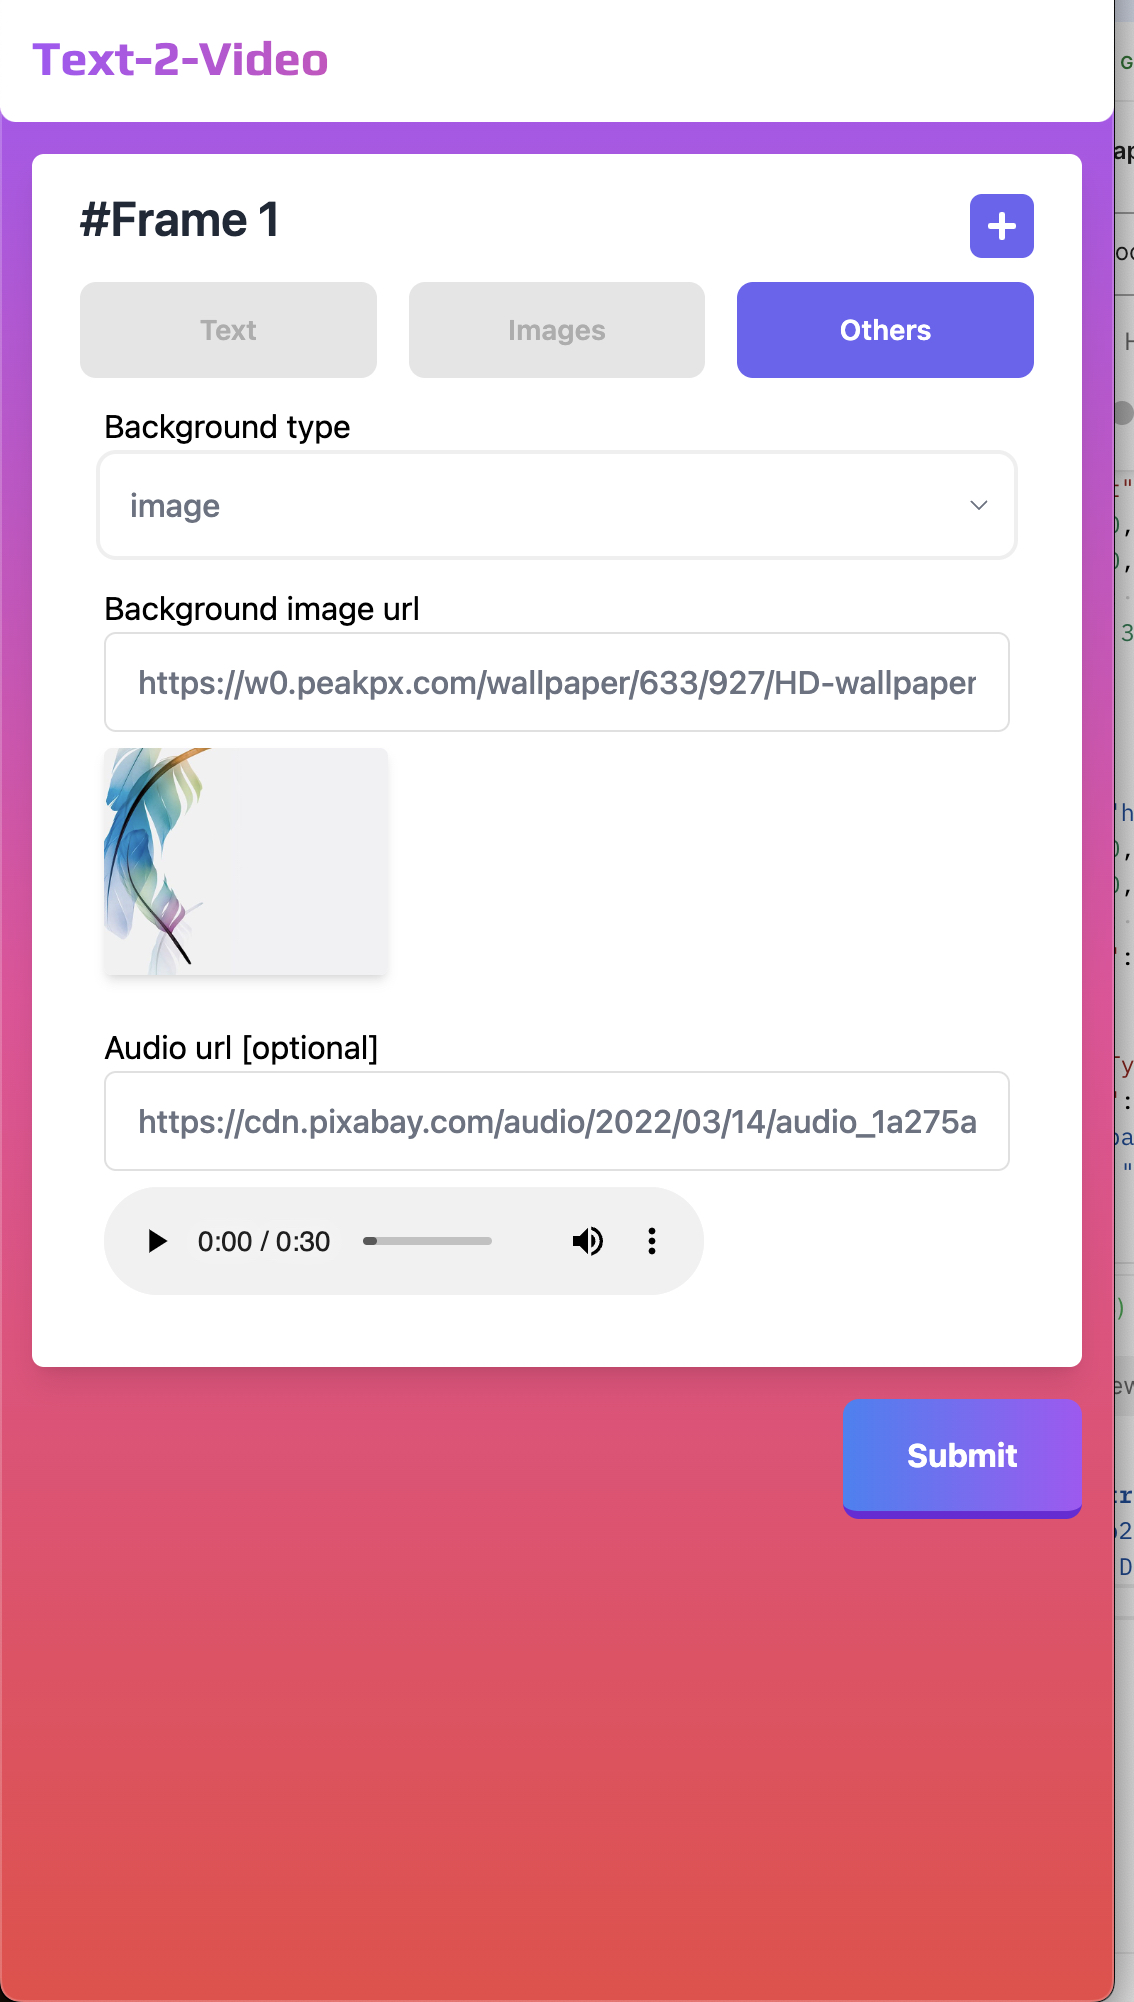 Text-2-Video
#Frame 1
+
Text
Images
Others
Background type
image
Background image url
https://w0.peakpx.com/wallpaper/633/927/HD-wallpaper
Audio url [optional]
https://cdn.pixabay.com/audio/2022/03/14/audio_1a275a
0:00 / 0:30
Submit